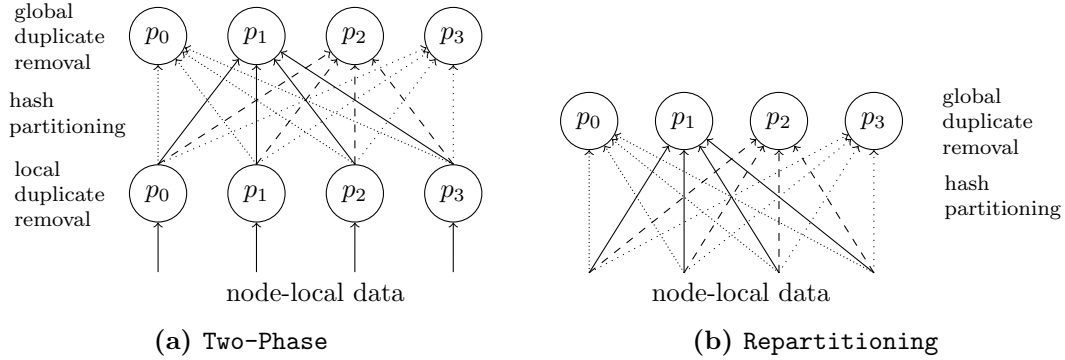 global
duplicate
removal
p0 p1 p2 p3
hash
partitioning
local
duplicate
removal
p0 p1 p2 p3
node-local data
(a) Two-Phase
p0 p1 p2 p3
global
duplicate
removal
hash
partitioning
node-local data
(b) Repartitioning